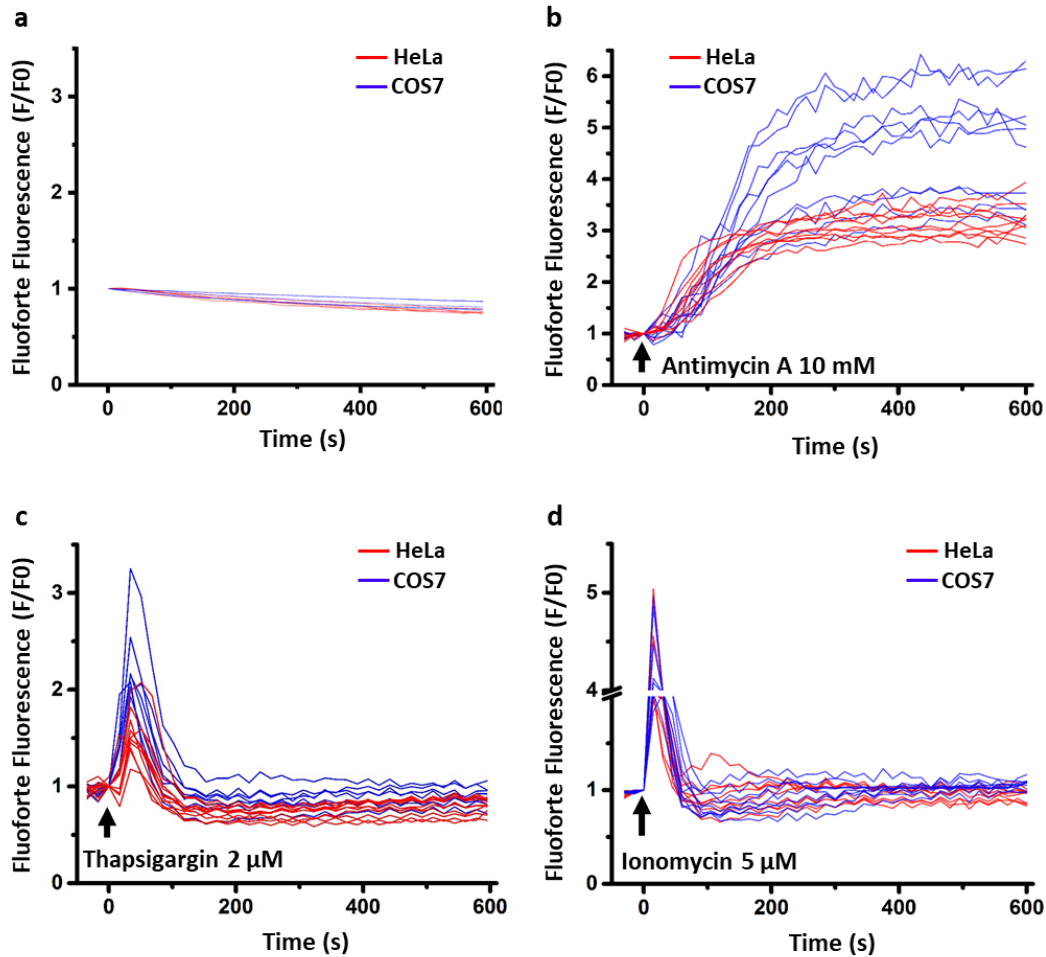 a
HeLa
COS7
Fluoforte Fluorescence (F/F0)
3
2
1
0
0
200
400
600
Time (s)
b
HeLa
COS7
Fluoforte Fluorescence (F/F0)
6
5
4
3
2
1
0
Antimycin A 10 mM
0
200
400
600
Time (s)
c
HeLa
COS7
Fluoforte Fluorescence (F/F0)
3
2
1
0
Thapsigargin 2 μM
0
200
400
600
Time (s)
d
HeLa
COS7
Fluoforte Fluorescence (F/F0)
5
4
1
0
Ionomycin 5 μM
0
200
400
600
Time (s)